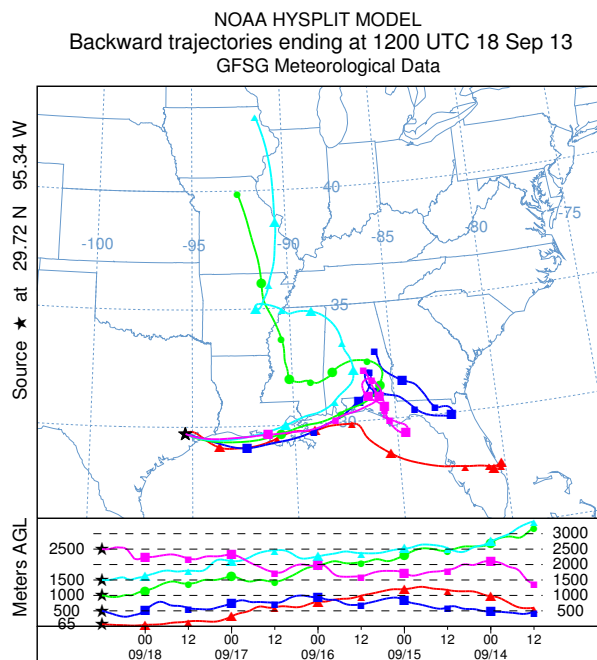 NOAA HYSPLIT MODEL
Backward trajectories ending at 1200 UTC 18 Sep 13
GFSG Meteorological Data
Source ★ at 29.72 N 95.34 W
40
-75
-80
-100
-95
-90
-85
35
30
Meters AGL
3000
2500 2500
2000
1500 1500
1000 1000
500 500
65
00 12 00 12 00 12 00 12 00 12
09/18 09/17 09/16 09/15 09/14